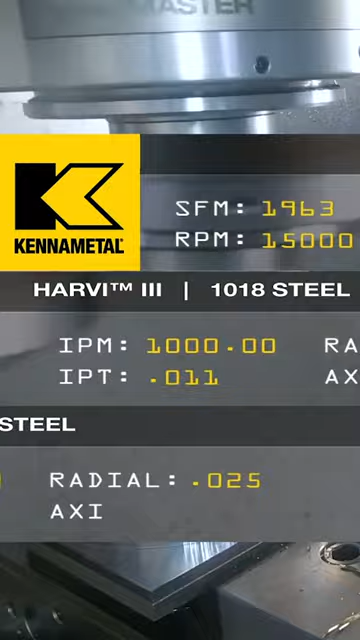 MASTER
K
KENNAMETAL
SFM: 1963
RPM: 15000
HARVI™ III | 1018 STEEL
IPM: 1000.00 RA
IPT: .011 AX
STEEL
RADIAL: .025
AXI